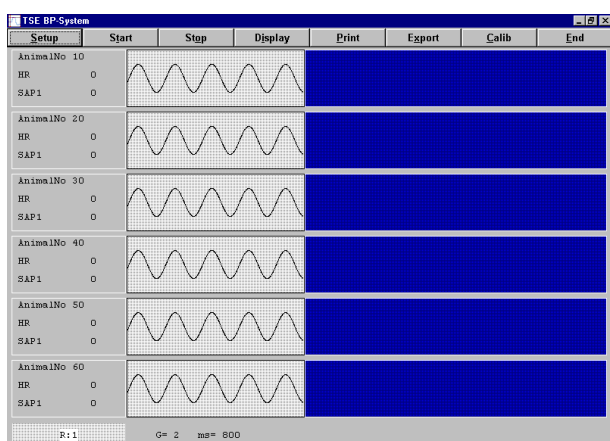 TSE BP-System
Setup Start Stop Display Print Export Calib End
AnimalNo 10
HR 0
SAP1 0
AnimalNo 20
HR 0
SAP1 0
AnimalNo 30
HR 0
SAP1 0
AnimalNo 40
HR 0
SAP1 0
AnimalNo 50
HR 0
SAP1 0
AnimalNo 60
HR 0
SAP1 0
R:1 G= 2 ms= 800